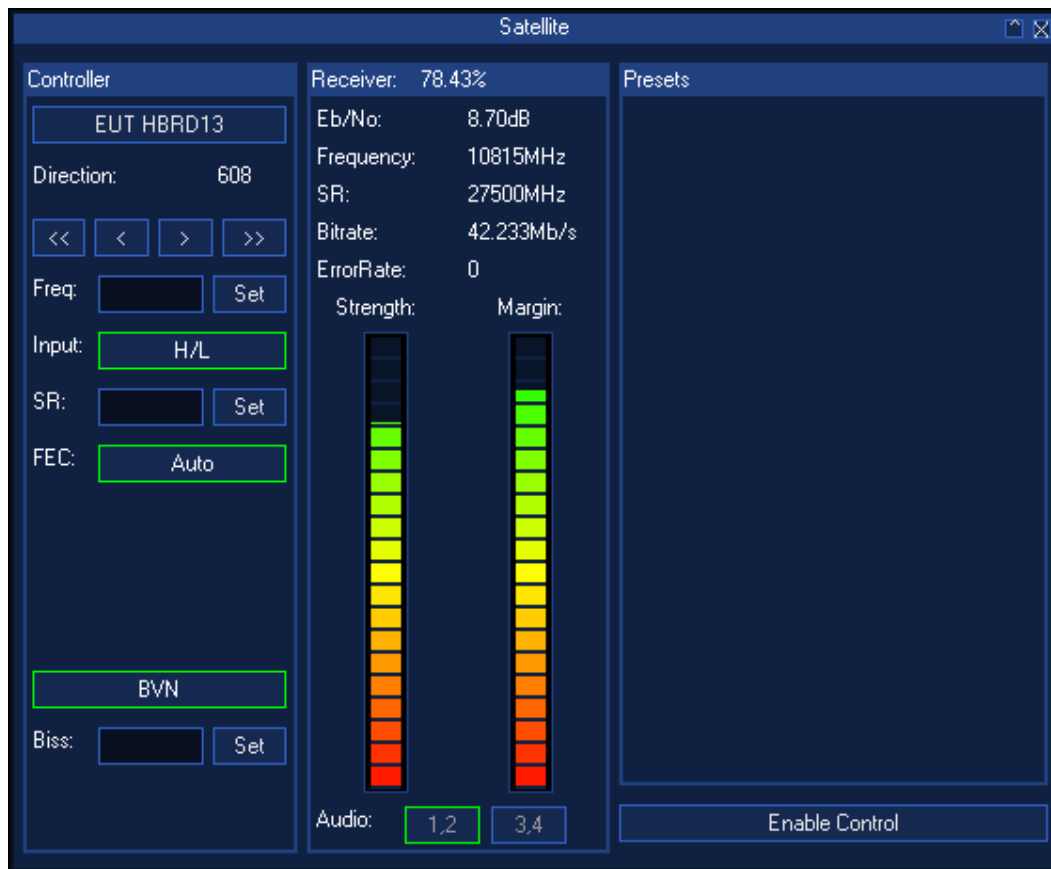 Satellite
Controller
EUT HBRD13
Direction: 608
<< < > >>
Freq: Set
Input: H/L
SR: Set
FEC: Auto
BVN
Biss: Set
Receiver: 78.43%
Eb/No: 8.70dB
Frequency: 10815MHz
SR: 27500MHz
Bitrate: 42.233Mb/s
ErrorRate: 0
Strength: Margin:
Audio: 1,2 3,4
Presets
Enable Control